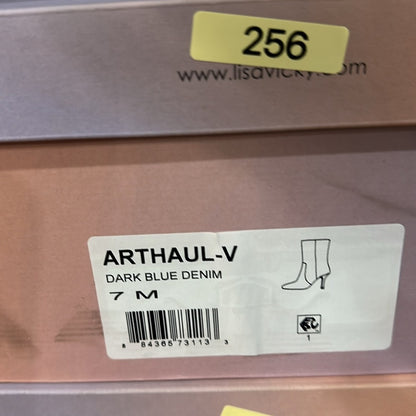 256
www.lisavicky.com
ARTHAUL-V
DARK BLUE DENIM
7 M
8 84365 73113 3
1